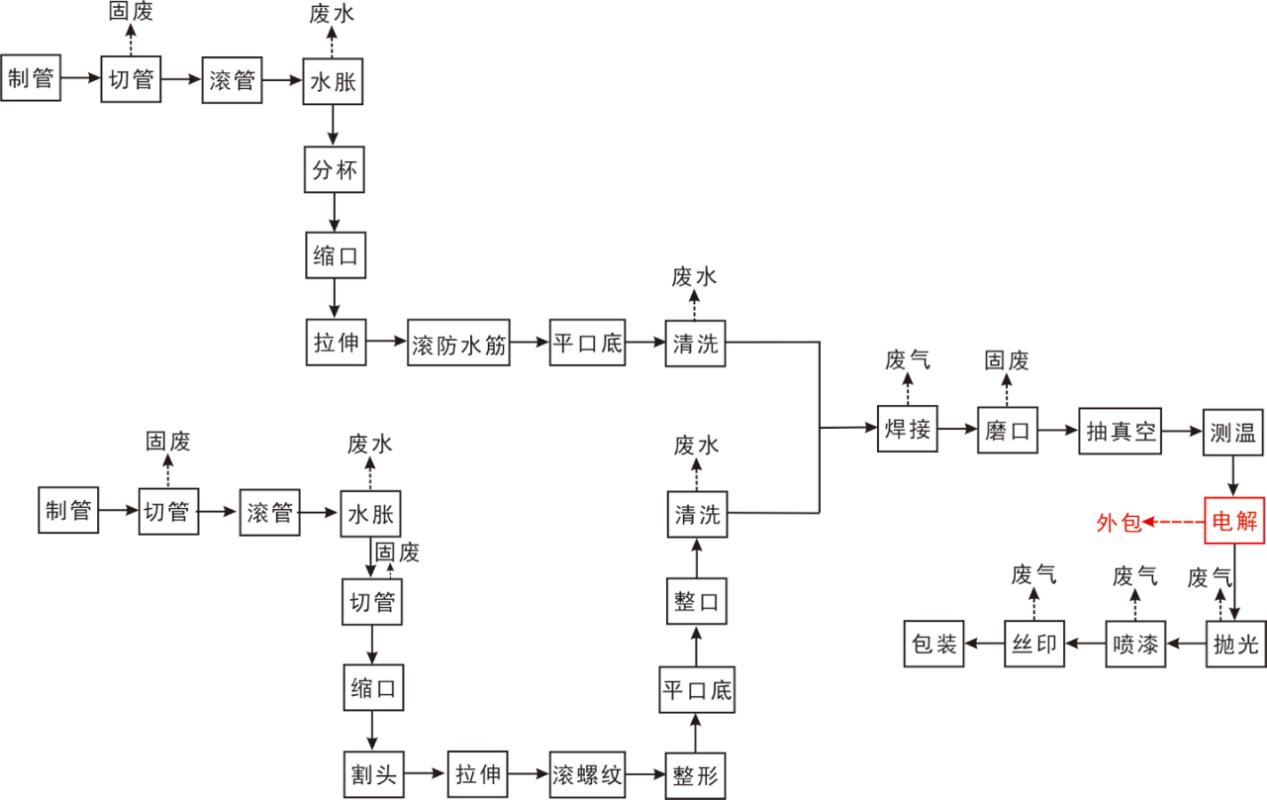 固废
废水
制管
切管
滚管
水胀
分杯
缩口
废水
拉伸
滚防水筋
平口底
清洗
废气
固废
焊接
磨口
抽真空
测温
固废
废水
废水
制管
切管
滚管
水胀
清洗
外包
电解
固废
切管
整口
废气
废气
废气
包装
丝印
喷漆
抛光
缩口
平口底
割头
拉伸
滚螺纹
整形